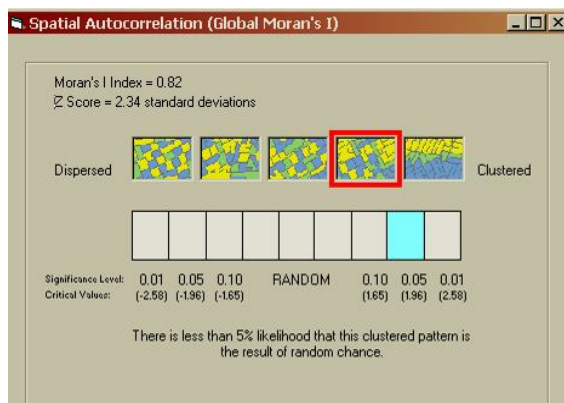 Spatial Autocorrelation (Global Moran's I)
Moran's I Index = 0.82
Z Score = 2.34 standard deviations
Dispersed Clustered
Significance Level: 0.01 0.05 0.10 RANDOM 0.10 0.05 0.01
Critical Values: (-2.58) (-1.96) (-1.65) (1.65) (1.96) (2.58)
There is less than 5% likelihood that this clustered pattern is
the result of random chance.